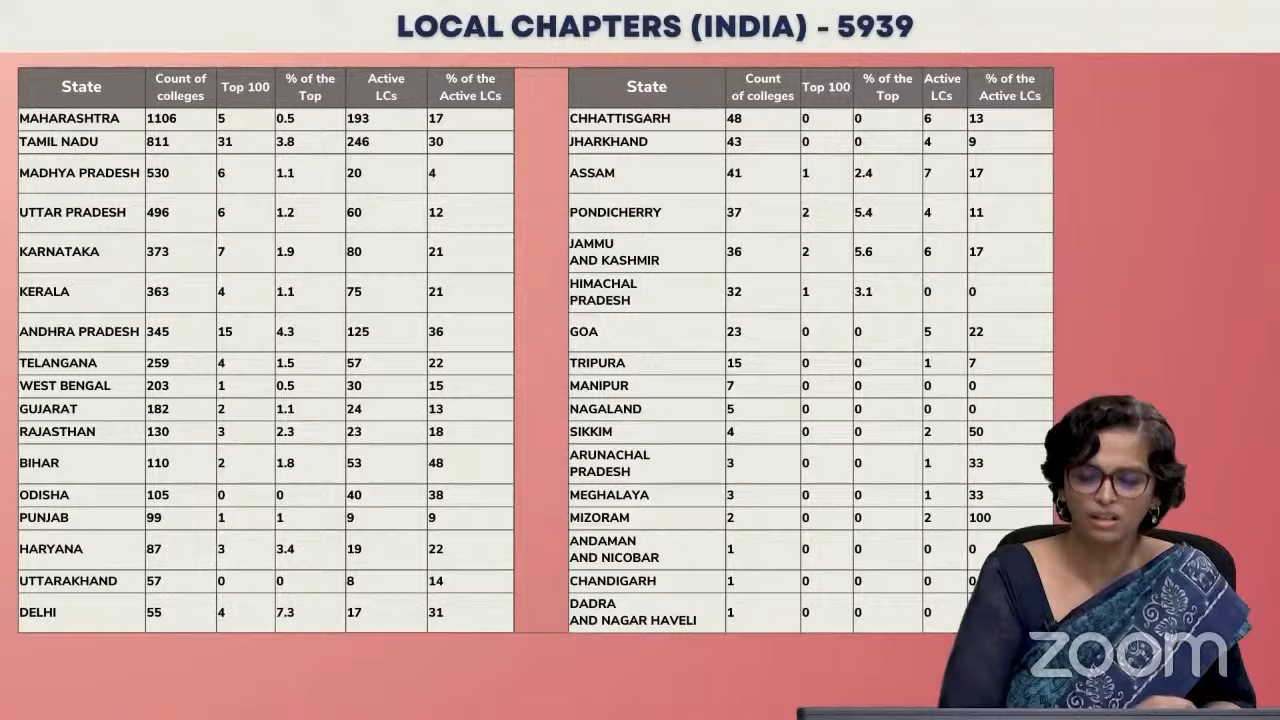 LOCAL CHAPTERS (INDIA) - 5939
State Count of colleges Top 100 % of the Top Active LCs % of the Active LCs
MAHARASHTRA 1106 5 0.5 193 17
TAMIL NADU 811 31 3.8 246 30
MADHYA PRADESH 530 6 1.1 20 4
UTTAR PRADESH 496 6 1.2 60 12
KARNATAKA 373 7 1.9 80 21
KERALA 363 4 1.1 75 21
ANDHRA PRADESH 345 15 4.3 125 36
TELANGANA 259 4 1.5 57 22
WEST BENGAL 203 1 0.5 30 15
GUJARAT 182 2 1.1 24 13
RAJASTHAN 130 3 2.3 23 18
BIHAR 110 2 1.8 53 48
ODISHA 105 0 0 40 38
PUNJAB 99 1 1 9 9
HARYANA 87 3 3.4 19 22
UTTARAKHAND 57 0 0 8 14
DELHI 55 4 7.3 17 31
State Count of colleges Top 100 % of the Top Active LCs % of the Active LCs
CHHATTISGARH 48 0 0 6 13
JHARKHAND 43 0 0 4 9
ASSAM 41 1 2.4 7 17
PONDICHERRY 37 2 5.4 4 11
JAMMU AND KASHMIR 36 2 5.6 6 17
HIMACHAL PRADESH 32 1 3.1 0 0
GOA 23 0 0 5 22
TRIPURA 15 0 0 1 7
MANIPUR 7 0 0 0 0
NAGALAND 5 0 0 0 0
SIKKIM 4 0 0 2 50
ARUNACHAL PRADESH 3 0 0 1 33
MEGHALAYA 3 0 0 1 33
MIZORAM 2 0 0 2 100
ANDAMAN AND NICOBAR 1 0 0 0 0
CHANDIGARH 1 0 0 0 0
DADRA AND NAGAR HAVELI 1 0 0 0
zoom